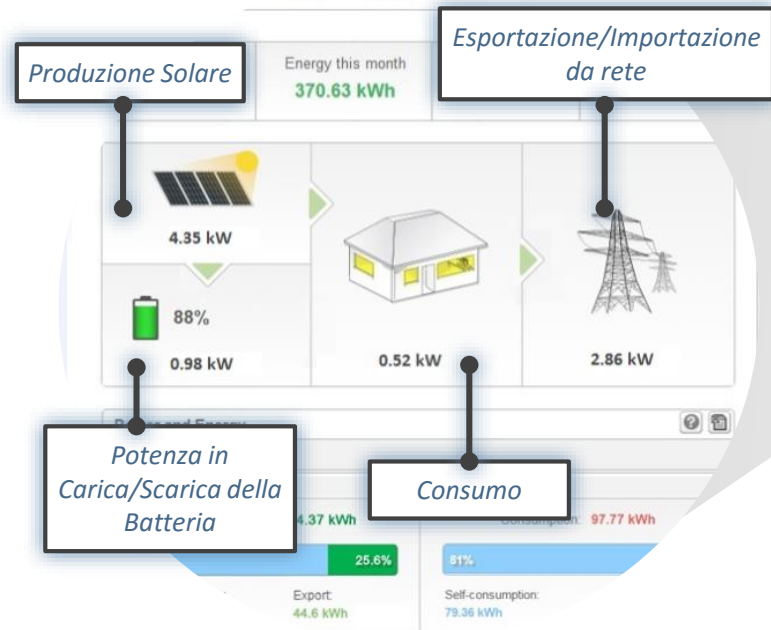 Produzione Solare
Energy this month
370.63 kWh
Esportazione/Importazione
da rete
4.35 kW
88%
0.98 kW
0.52 kW
2.86 kW
Potenza in
Carica/Scarica della
Batteria
Consumo
4.37 kWh
Consumption: 97.77 kWh
25.6%
81%
Export:
44.6 kWh
Self-consumption:
79.36 kWh